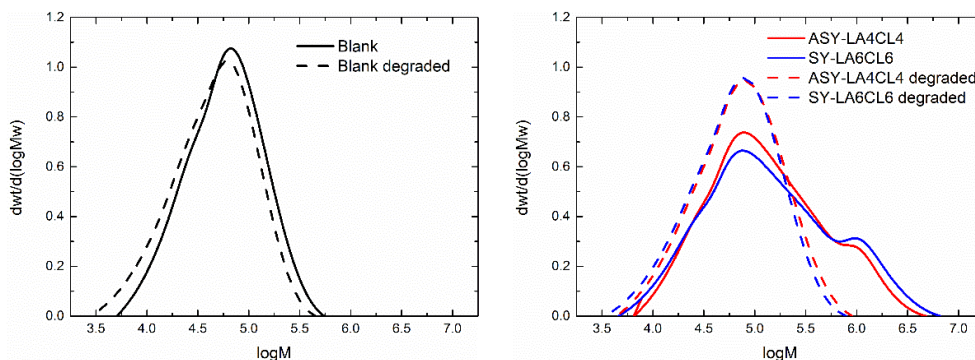 1.2
1.0
0.8
0.6
0.4
0.2
0.0
dw/d(logMw)
Blank
Blank degraded
3.5 4.0 4.5 5.0 5.5 6.0 6.5 7.0
logM
1.2
1.0
0.8
0.6
0.4
0.2
0.0
dw/d(logMw)
ASY-LA4CL4
SY-LA6CL6
ASY-LA4CL4 degraded
SY-LA6CL6 degraded
3.5 4.0 4.5 5.0 5.5 6.0 6.5 7.0
logM